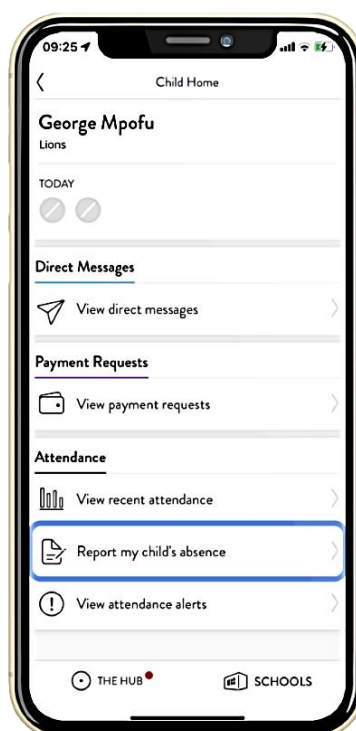 09:25
Child Home
George Mpofu
Lions
TODAY
Direct Messages
View direct messages
Payment Requests
View payment requests
Attendance
View recent attendance
Report my child's absence
View attendance alerts
THE HUB
SCHOOLS